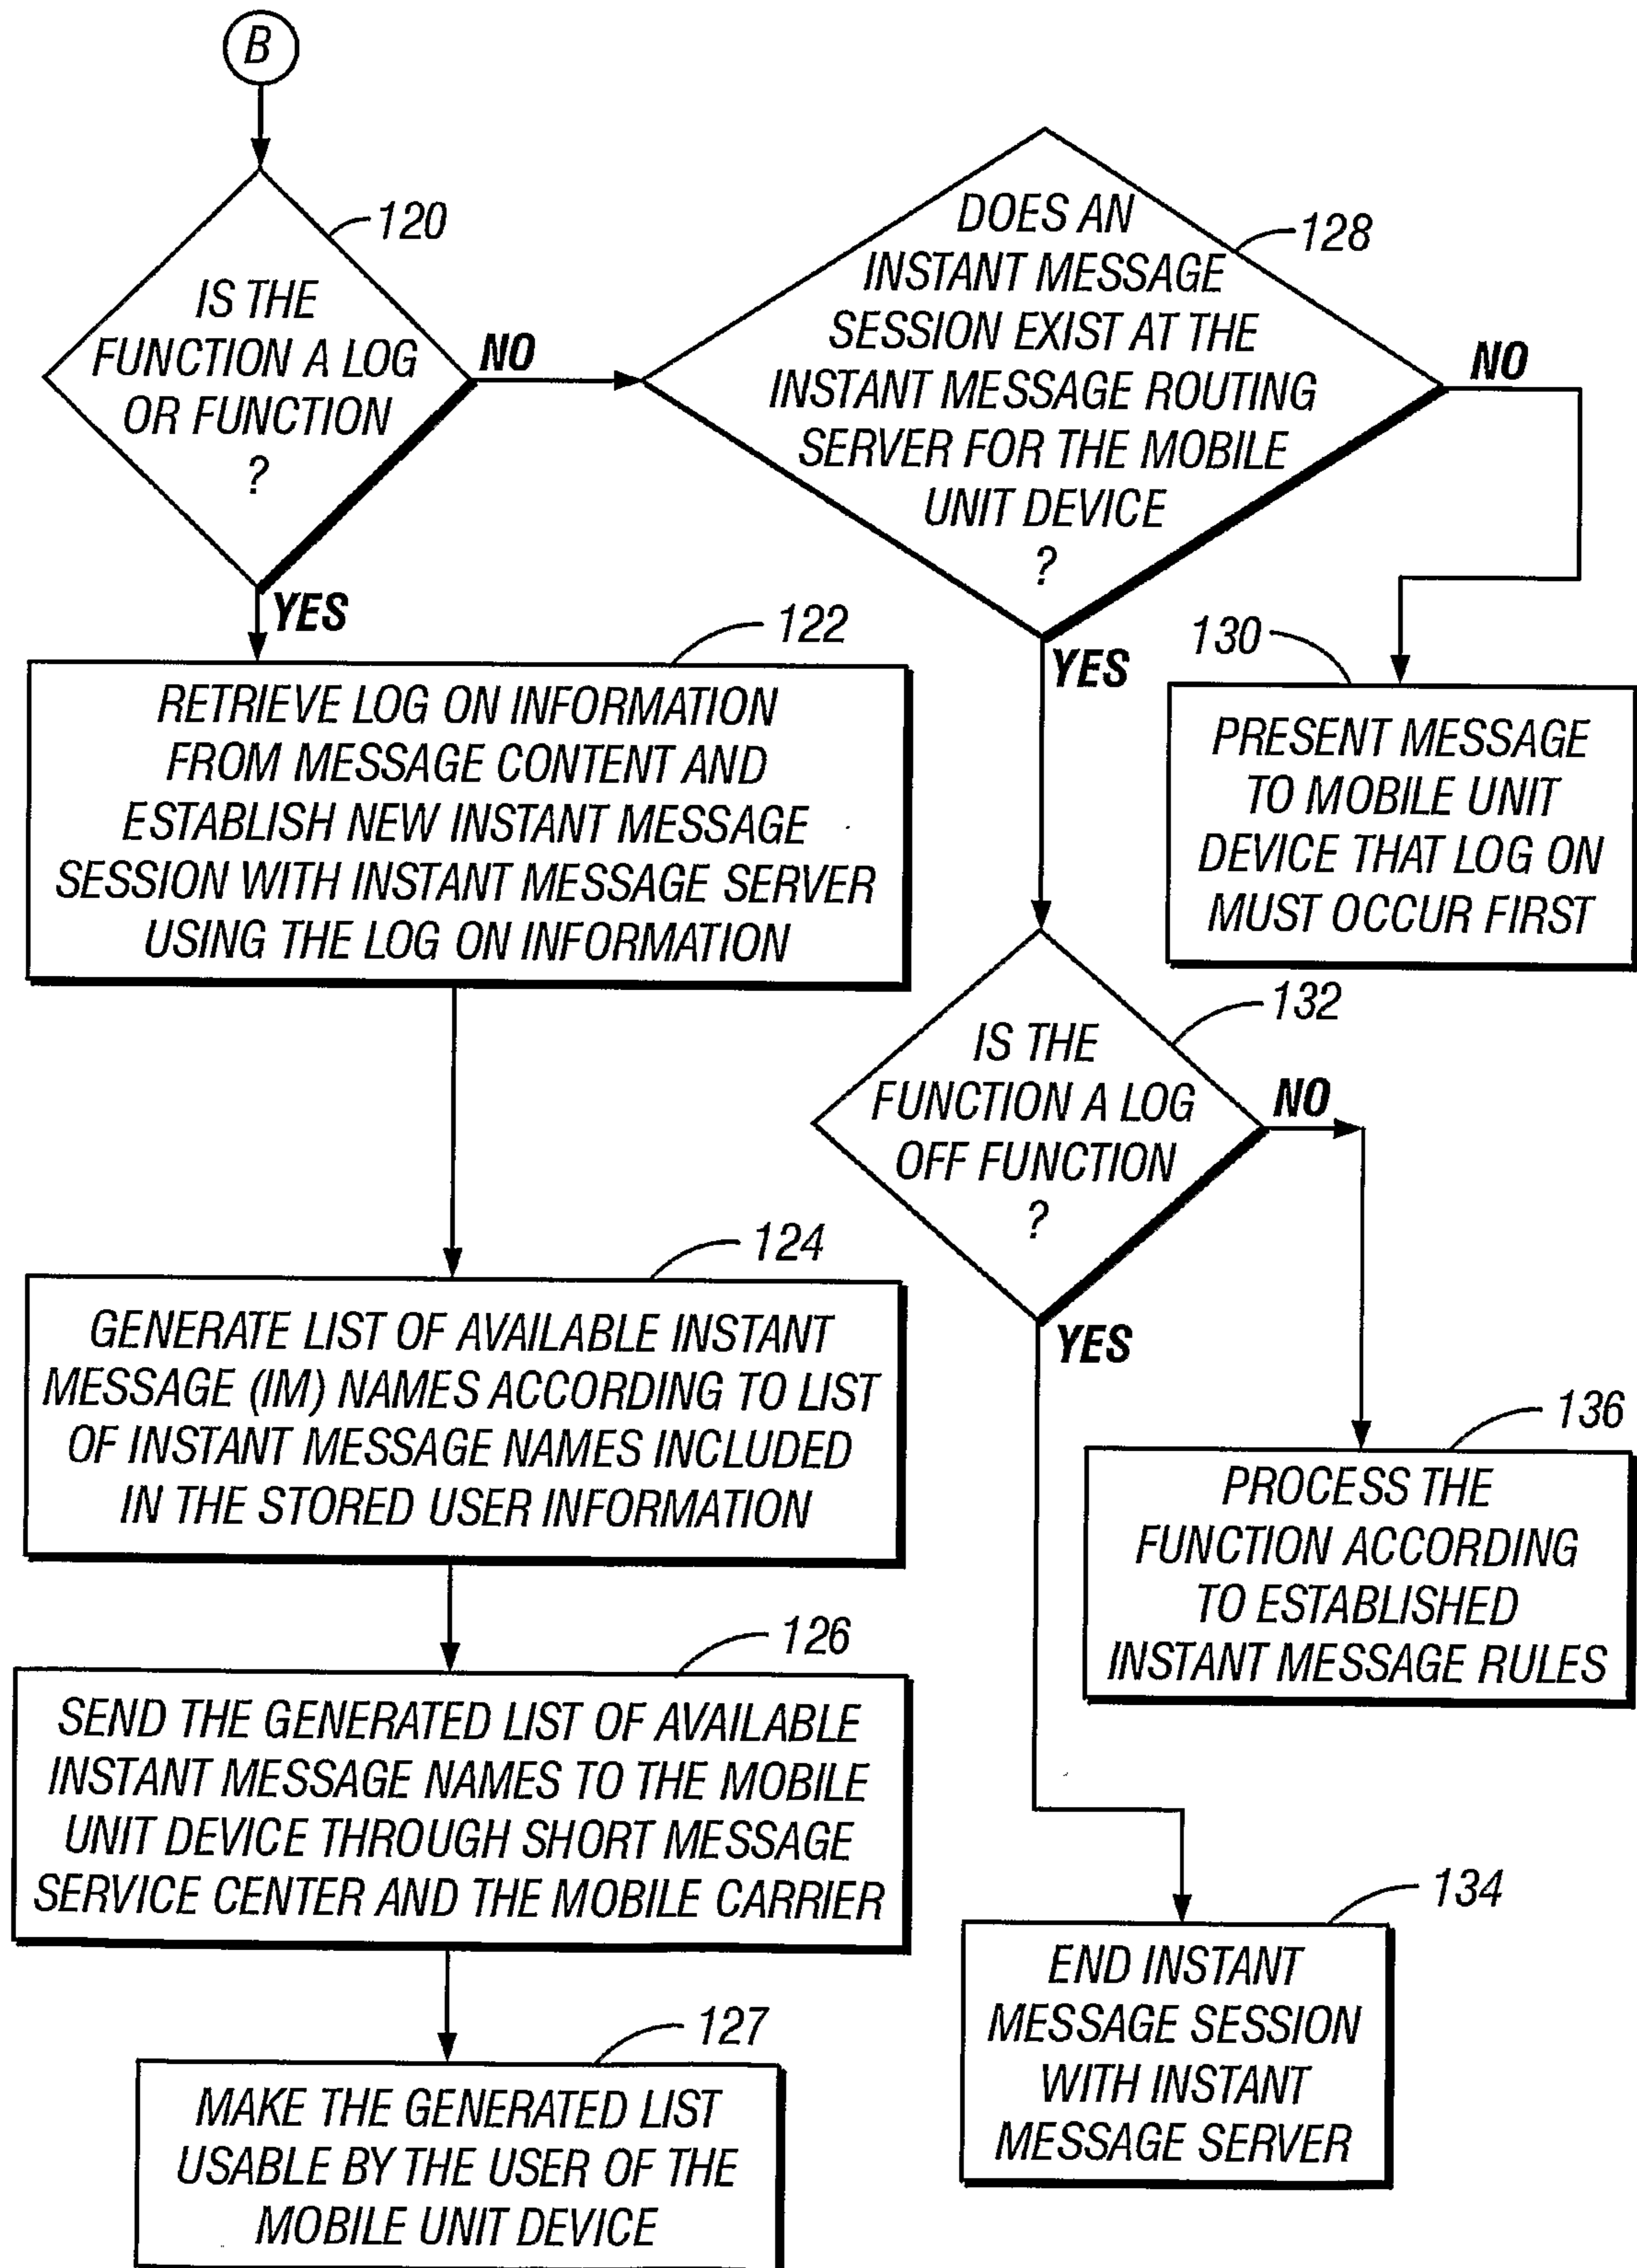 B
120
IS THE
FUNCTION A LOG
OR FUNCTION
?
NO
YES
128
DOES AN
INSTANT MESSAGE
SESSION EXIST AT THE
INSTANT MESSAGE ROUTING
SERVER FOR THE MOBILE
UNIT DEVICE
?
NO
YES
122
RETRIEVE LOG ON INFORMATION
FROM MESSAGE CONTENT AND
ESTABLISH NEW INSTANT MESSAGE
SESSION WITH INSTANT MESSAGE SERVER
USING THE LOG ON INFORMATION
130
PRESENT MESSAGE
TO MOBILE UNIT
DEVICE THAT LOG ON
MUST OCCUR FIRST
132
IS THE
FUNCTION A LOG
OFF FUNCTION
?
NO
YES
124
GENERATE LIST OF AVAILABLE INSTANT
MESSAGE (IM) NAMES ACCORDING TO LIST
OF INSTANT MESSAGE NAMES INCLUDED
IN THE STORED USER INFORMATION
136
PROCESS THE
FUNCTION ACCORDING
TO ESTABLISHED
INSTANT MESSAGE RULES
126
SEND THE GENERATED LIST OF AVAILABLE
INSTANT MESSAGE NAMES TO THE MOBILE
UNIT DEVICE THROUGH SHORT MESSAGE
SERVICE CENTER AND THE MOBILE CARRIER
134
END INSTANT
MESSAGE SESSION
WITH INSTANT
MESSAGE SERVER
127
MAKE THE GENERATED LIST
USABLE BY THE USER OF THE
MOBILE UNIT DEVICE